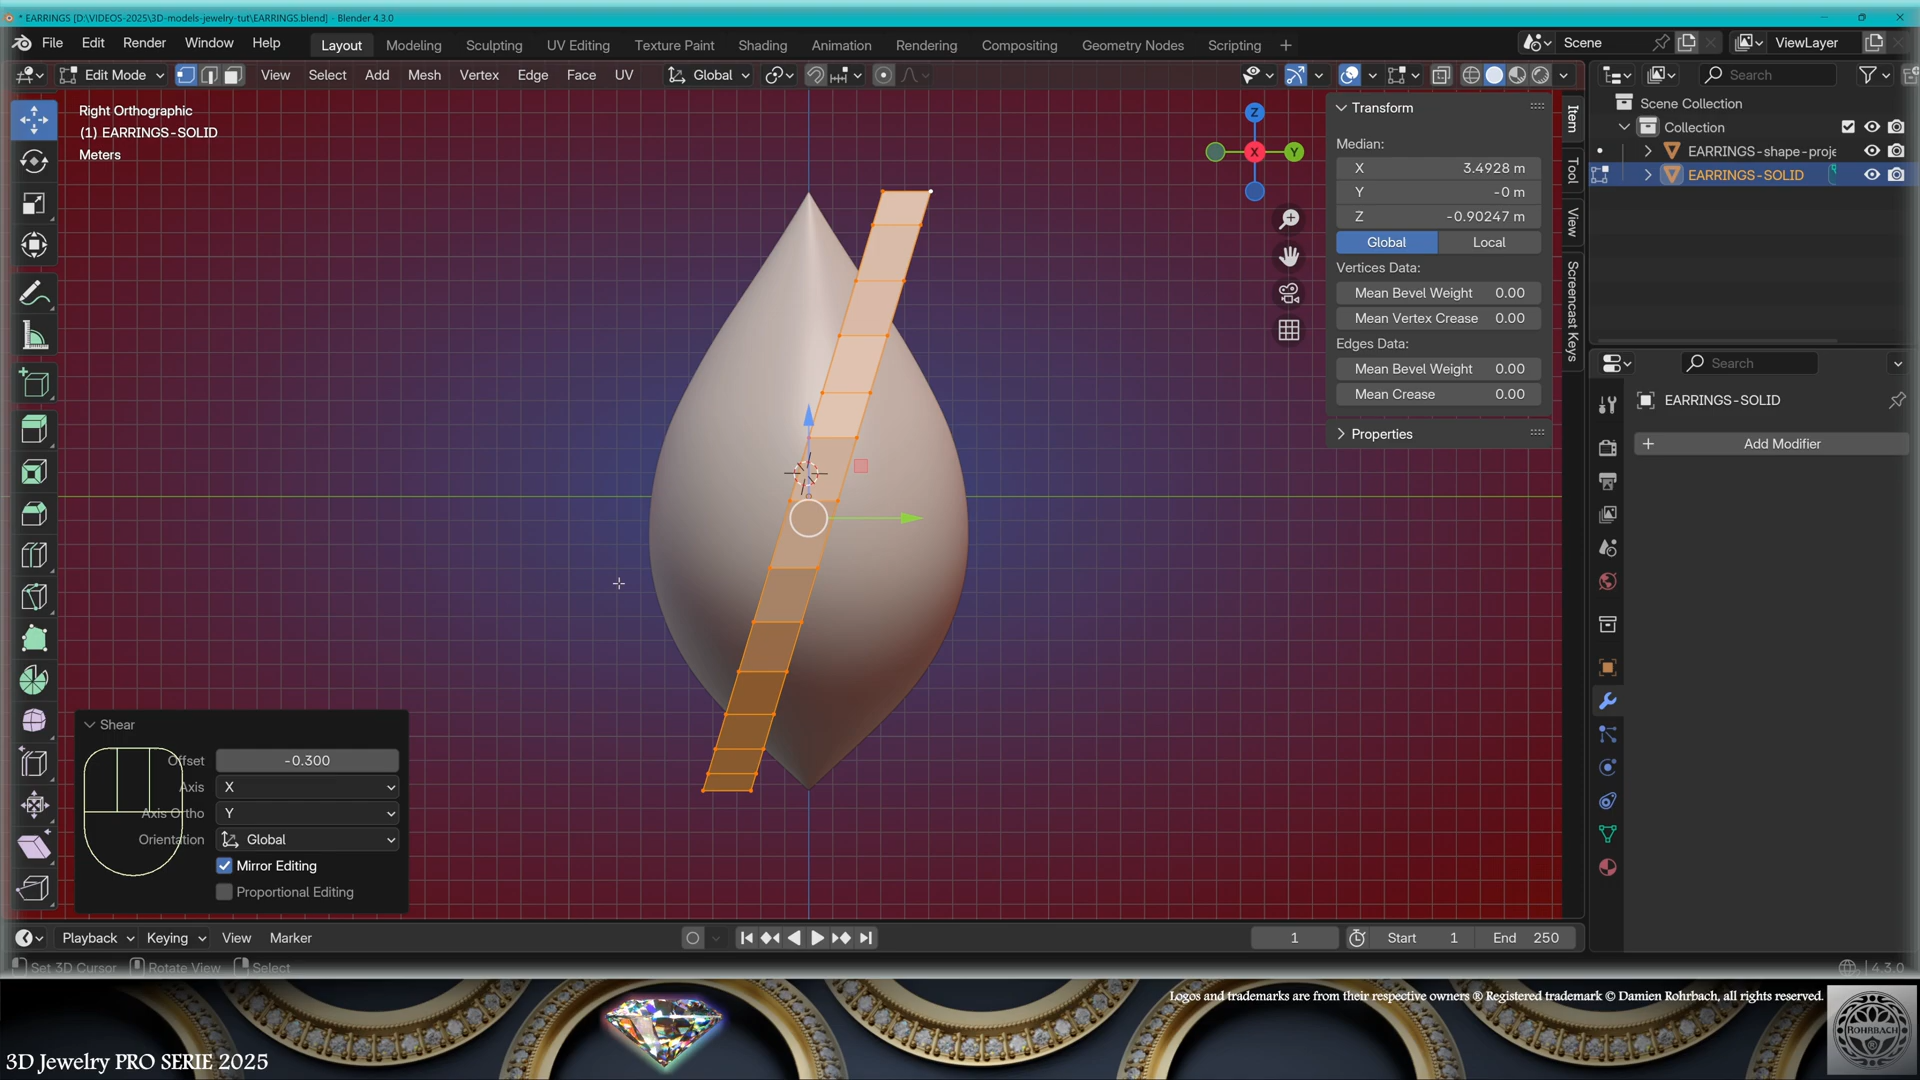 * EARRINGS [D:\VIDEOS-2025\3D-models-jewelry-tut\EARRINGS.blend] - Blender 4.3.0
File Edit Render Window Help
Layout Modeling Sculpting UV Editing Texture Paint Shading Animation Rendering Compositing Geometry Nodes Scripting +
Scene
ViewLayer
Edit Mode View Select Add Mesh Vertex Edge Face UV
Global
Search
Right Orthographic
(1) EARRINGS-SOLID
Meters
Z
Y
X
Transform
Median:
X 3.4928 m
Y -0 m
Z -0.90247 m
Global Local
Vertices Data:
Mean Bevel Weight 0.00
Mean Vertex Crease 0.00
Edges Data:
Mean Bevel Weight 0.00
Mean Crease 0.00
Properties
Item
Tool
View
Screencast Keys
Scene Collection
Collection
EARRINGS-shape-proje
EARRINGS-SOLID
Search
EARRINGS-SOLID
+ Add Modifier
Shear
Offset -0.300
Axis X
Axis Ortho Y
Orientation Global
Mirror Editing
Proportional Editing
Playback Keying View Marker
1
Start 1
End 250
Set 3D Cursor Rotate View Select
4.3.0
Logos and trademarks are from their respective owners ® Registered trademark © Damien Rohrbach, all rights reserved.
ROHRBACH
3D Jewelry PRO SERIE 2025